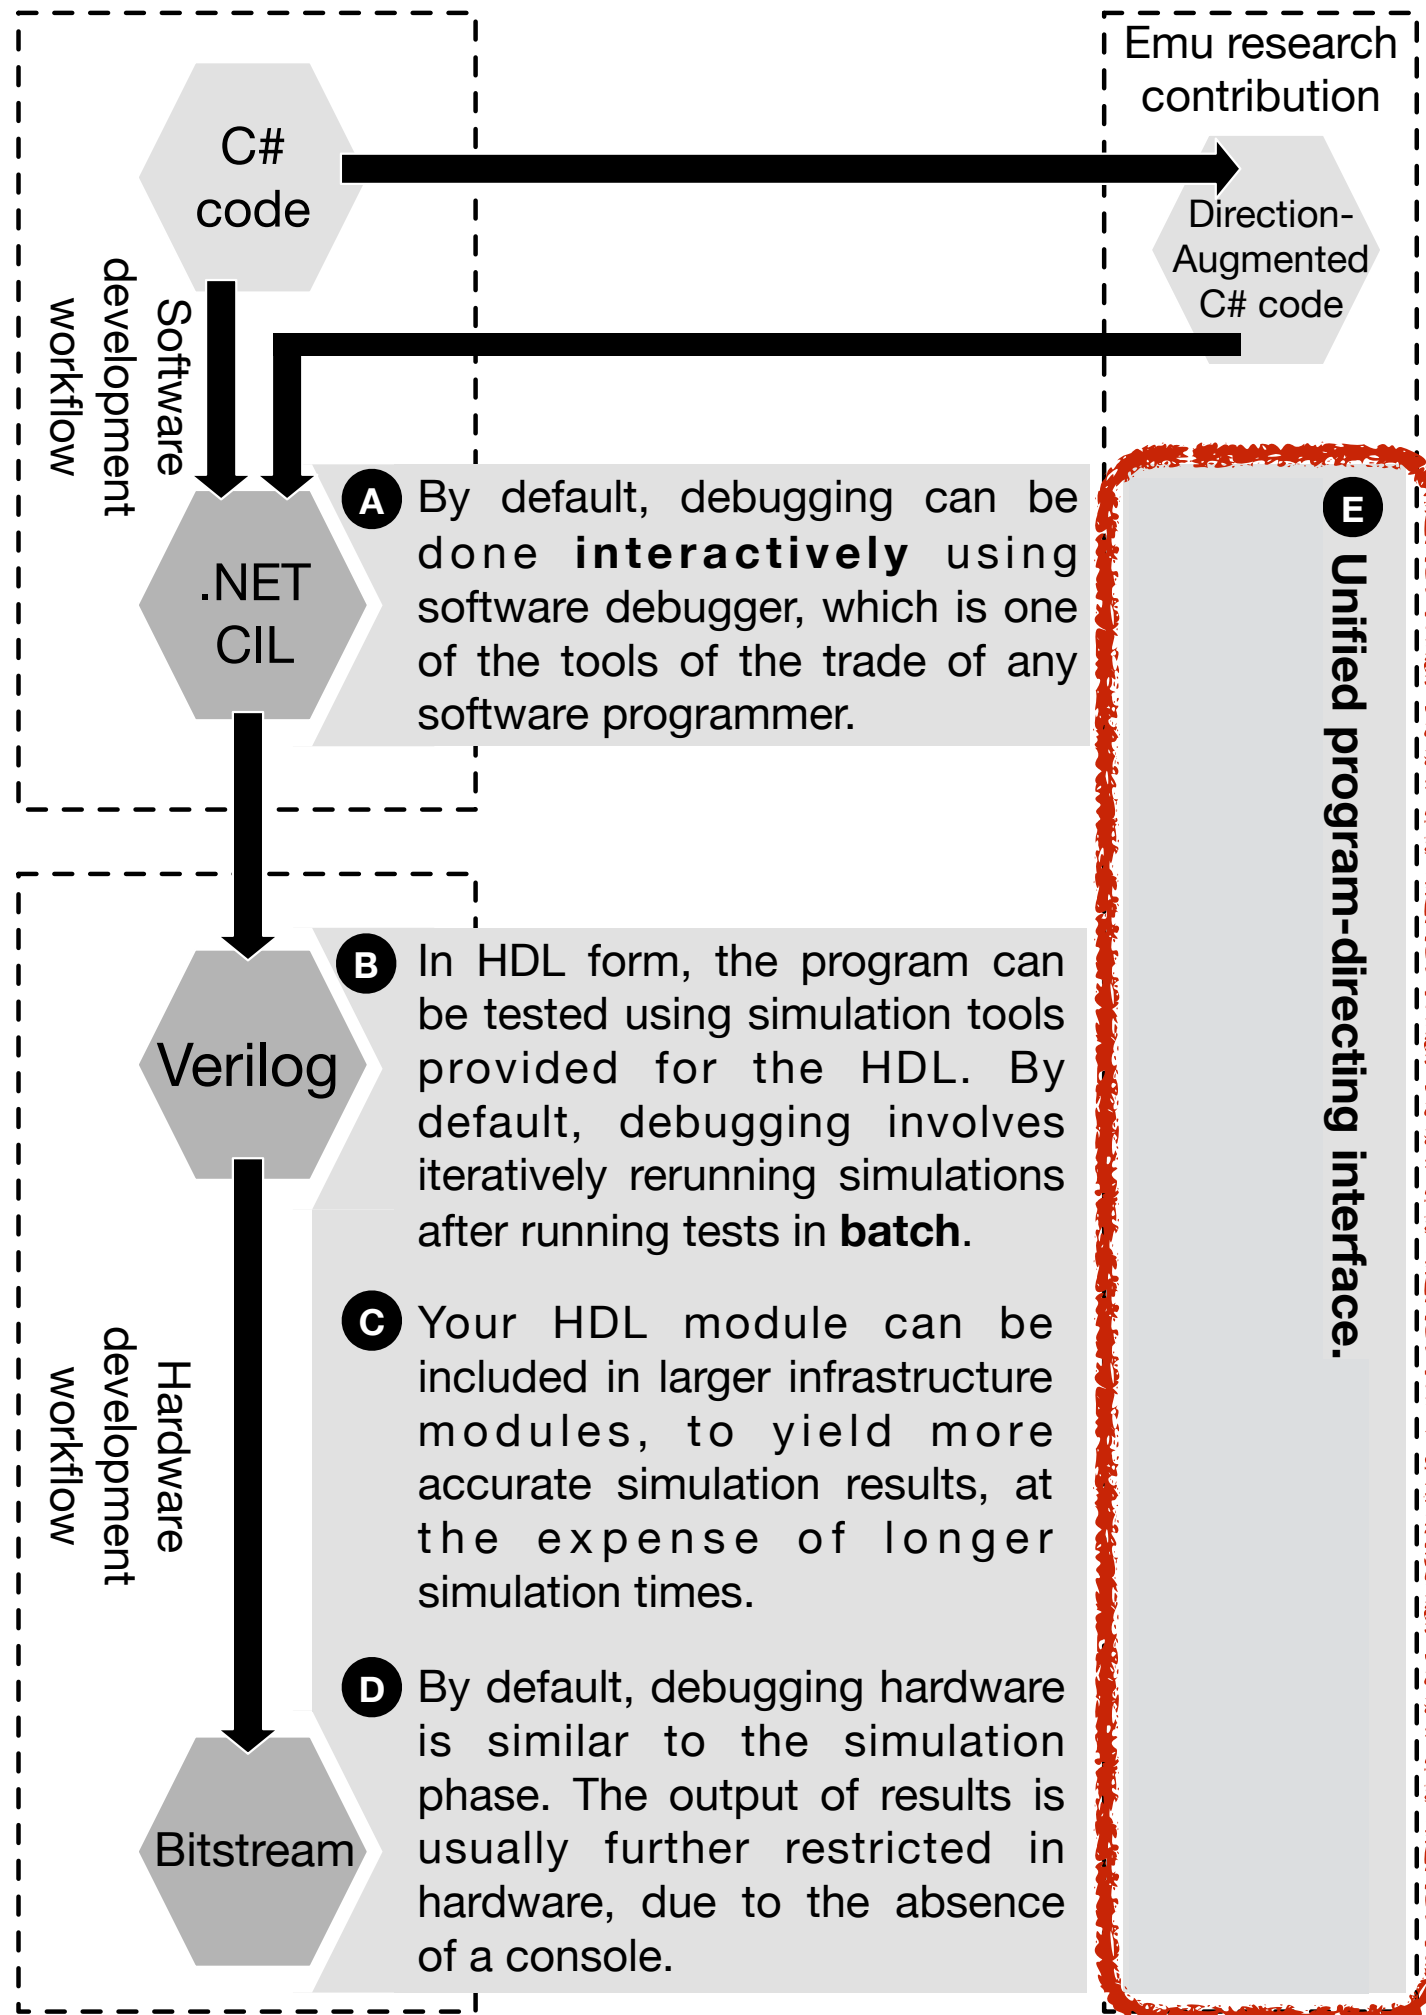 C#
code
Emu research
contribution
Direction-
Augmented
C# code
Software
development
workflow
.NET
CIL
A By default, debugging can be
done interactively using
software debugger, which is one
of the tools of the trade of any
software programmer.
E Unified program-directing interface.
Verilog
B In HDL form, the program can
be tested using simulation tools
provided for the HDL. By
default, debugging involves
iteratively rerunning simulations
after running tests in batch.
C Your HDL module can be
included in larger infrastructure
modules, to yield more
accurate simulation results, at
the expense of longer
simulation times.
Hardware
development
workflow
D By default, debugging hardware
is similar to the simulation
phase. The output of results is
usually further restricted in
hardware, due to the absence
of a console.
Bitstream